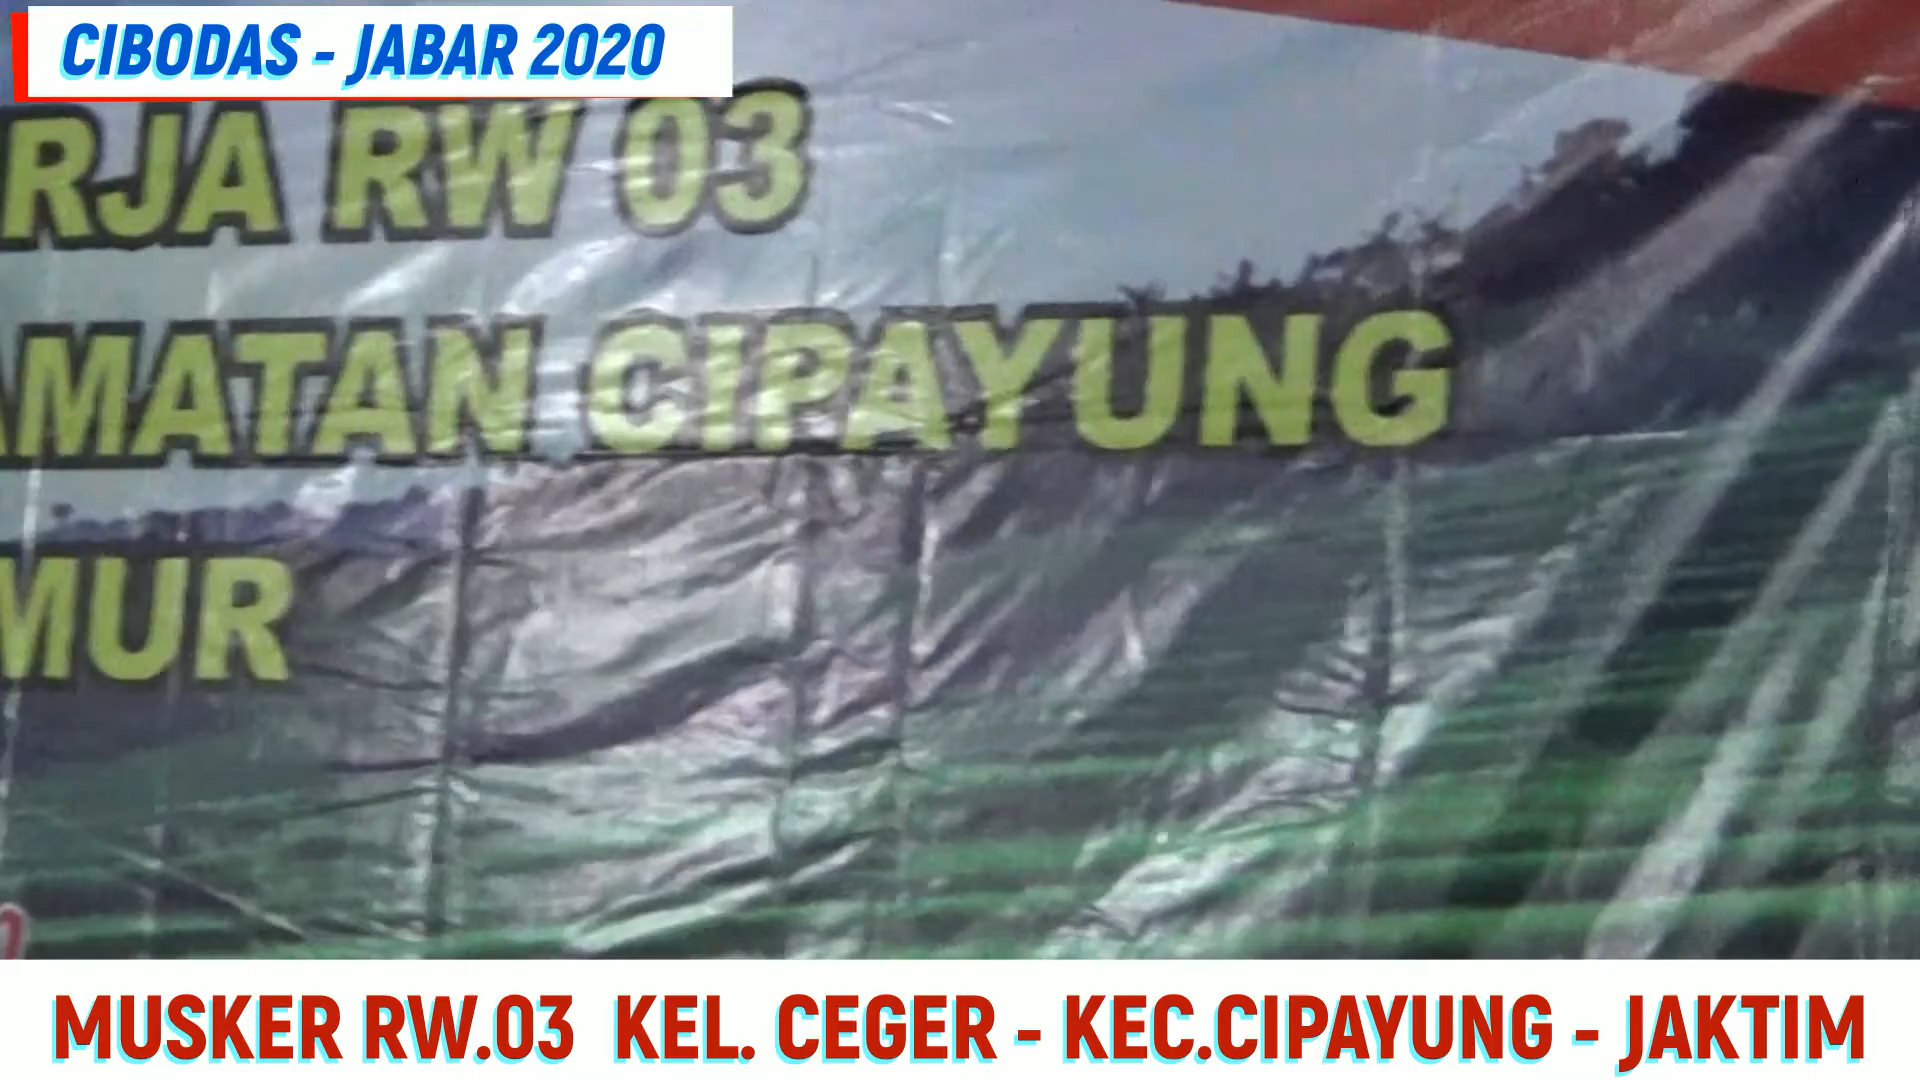 CIBODAS - JABAR 2020
RJA RW 03
AMATAN CIPAYUNG
MUR
MUSKER RW.03 KEL. CEGER - KEC.CIPAYUNG - JAKTIM